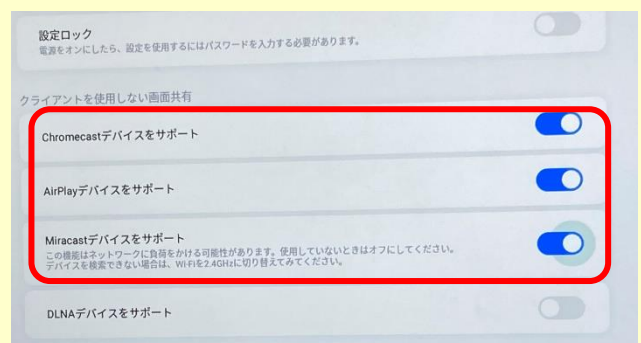 設定ロック
電源をオンにしたら、設定を使用するにはパスワードを入力する必要があります。
クライアントを使用しない画面共有
Chromecastデバイスをサポート
AirPlayデバイスをサポート
Miracastデバイスをサポート
この機能はネットワークに負荷をかける可能性があります。使用していないときはオフにしてください。
デバイスを検索できない場合は、Wi-Fiを2.4GHzに切り替えてみてください。
DLNAデバイスをサポート